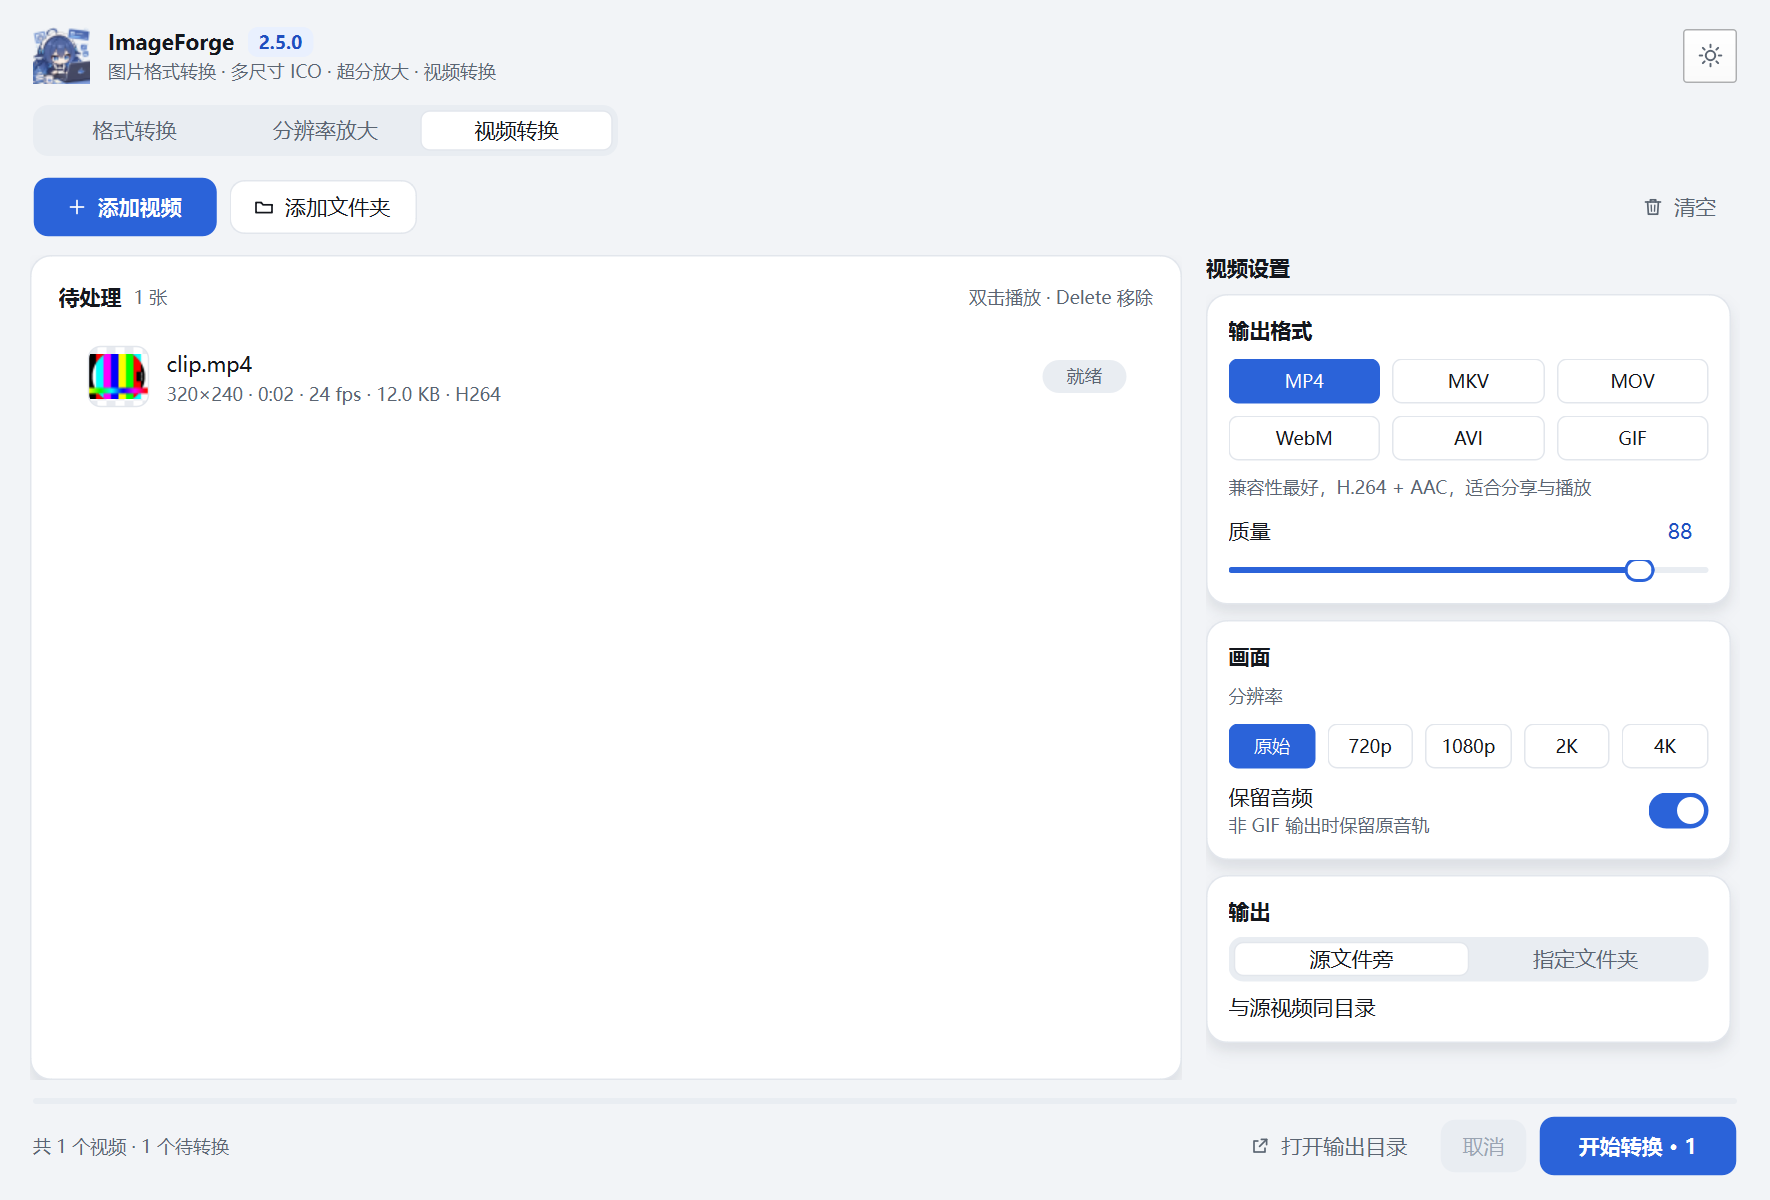 ImageForge 2.5.0
图片格式转换 · 多尺寸 ICO · 超分放大 · 视频转换
格式转换 分辨率放大 视频转换
添加视频 添加文件夹 清空
待处理 1 张 双击播放 · Delete 移除
clip.mp4
320×240 · 0:02 · 24 fps · 12.0 KB · H264
就绪
视频设置
输出格式
MP4 MKV MOV
WebM AVI GIF
兼容性最好，H.264 + AAC，适合分享与播放
质量 88
画面
分辨率
原始 720p 1080p 2K 4K
保留音频
非 GIF 输出时保留原音轨
输出
源文件旁 指定文件夹
与源视频同目录
共 1 个视频 · 1 个待转换
打开输出目录 取消 开始转换 • 1